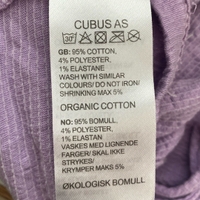 CUBUS AS
30°
GB: 95% COTTON,
4% POLYESTER,
1% ELASTANE
WASH WITH SIMILAR
COLOURS/ DO NOT IRON/
SHRINKING MAX 5%
ORGANIC COTTON
NO: 95% BOMULL,
4% POLYESTER,
1% ELASTAN
VASKES MED LIGNENDE
FARGER/ SKAL IKKE
STRYKES/
KRYMPER MAKS 5%
ØKOLOGISK BOMULL